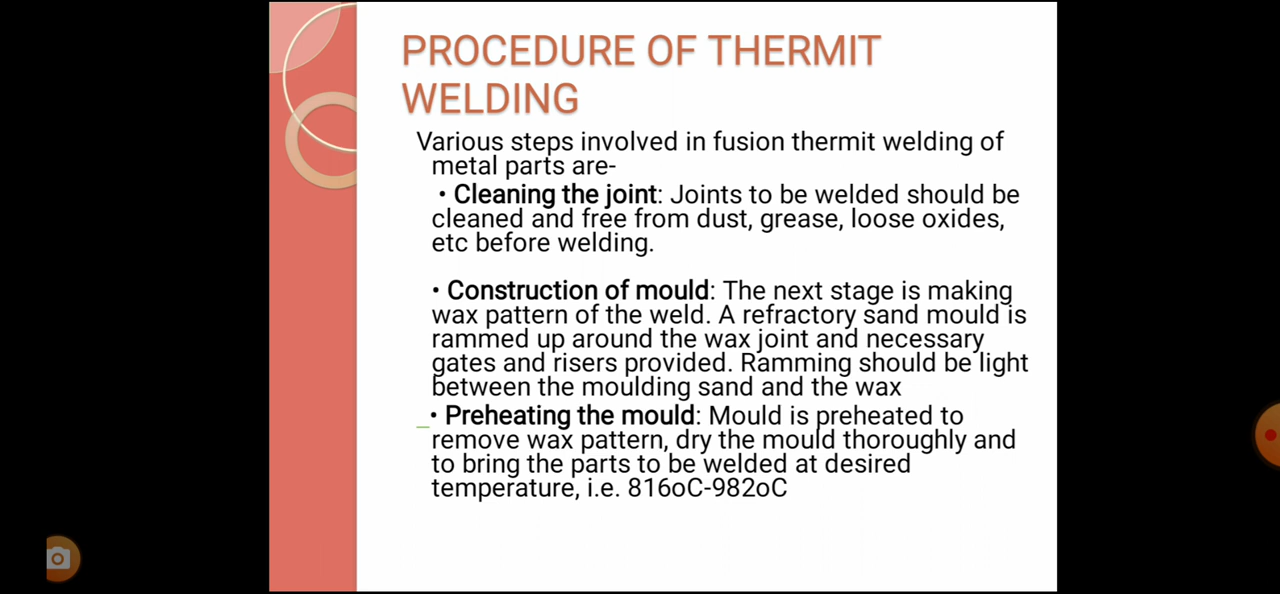 PROCEDURE OF THERMIT
WELDING
Various steps involved in fusion thermit welding of
metal parts are-
• Cleaning the joint: Joints to be welded should be
cleaned and free from dust, grease, loose oxides,
etc before welding.
• Construction of mould: The next stage is making
wax pattern of the weld. A refractory sand mould is
rammed up around the wax joint and necessary
gates and risers provided. Ramming should be light
between the moulding sand and the wax
_• Preheating the mould: Mould is preheated to
remove wax pattern, dry the mould thoroughly and
to bring the parts to be welded at desired
temperature, i.e. 816oC-982oC